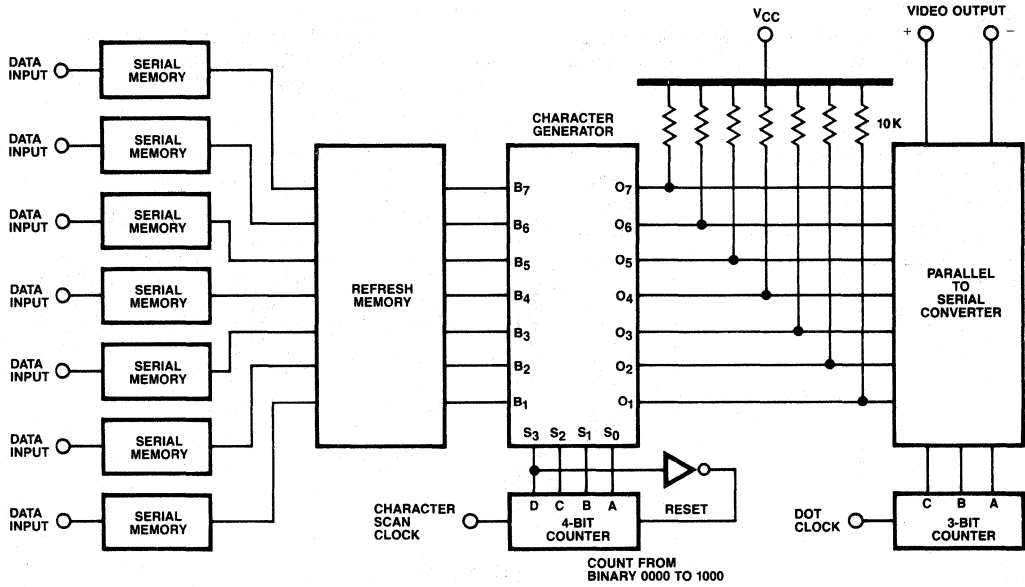 VCC
VIDEO OUTPUT
+
−
DATA
INPUT
SERIAL
MEMORY
DATA
INPUT
SERIAL
MEMORY
DATA
INPUT
SERIAL
MEMORY
DATA
INPUT
SERIAL
MEMORY
DATA
INPUT
SERIAL
MEMORY
DATA
INPUT
SERIAL
MEMORY
DATA
INPUT
SERIAL
MEMORY
REFRESH
MEMORY
CHARACTER
GENERATOR
B7
B6
B5
B4
B3
B2
B1
O7
O6
O5
O4
O3
O2
O1
S3 S2 S1 S0
10K
PARALLEL
TO
SERIAL
CONVERTER
CHARACTER
SCAN
CLOCK
D C B A
4-BIT
COUNTER
RESET
COUNT FROM
BINARY 0000 TO 1000
DOT
CLOCK
C B A
3-BIT
COUNTER